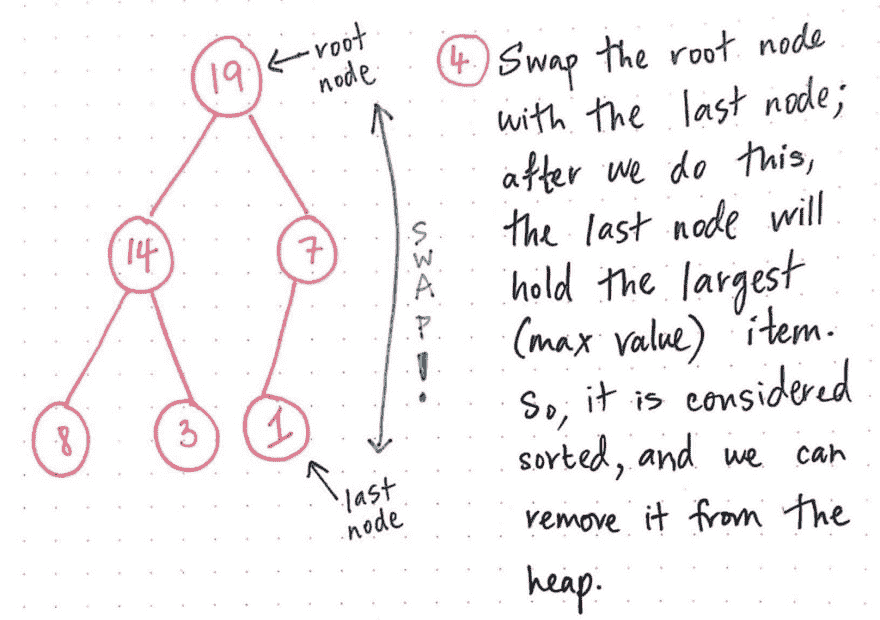 19
root
node
14
7
8
3
1
SWAP!
last
node
4 Swap the root node
with the last node;
after we do this,
the last node will
hold the largest
(max value) item.
So, it is considered
sorted, and we can
remove it from the
heap.